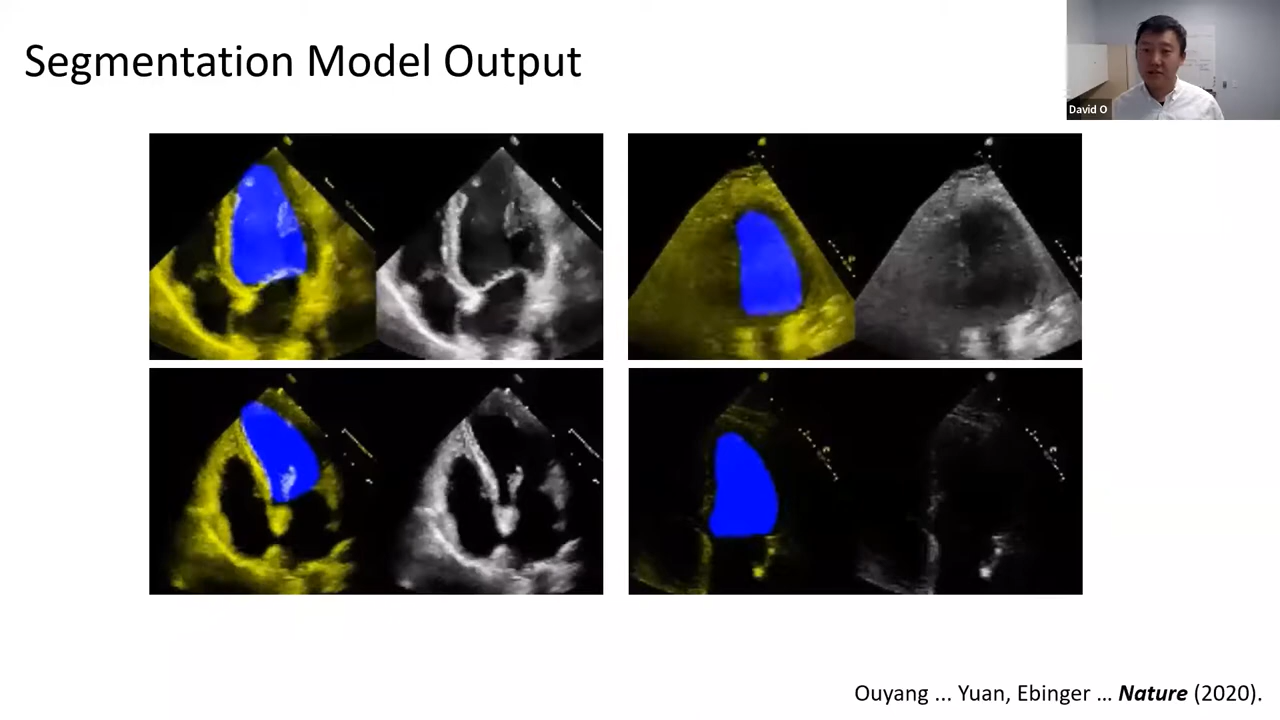 Segmentation Model Output
David O
Ouyang ... Yuan, Ebinger ... Nature (2020).